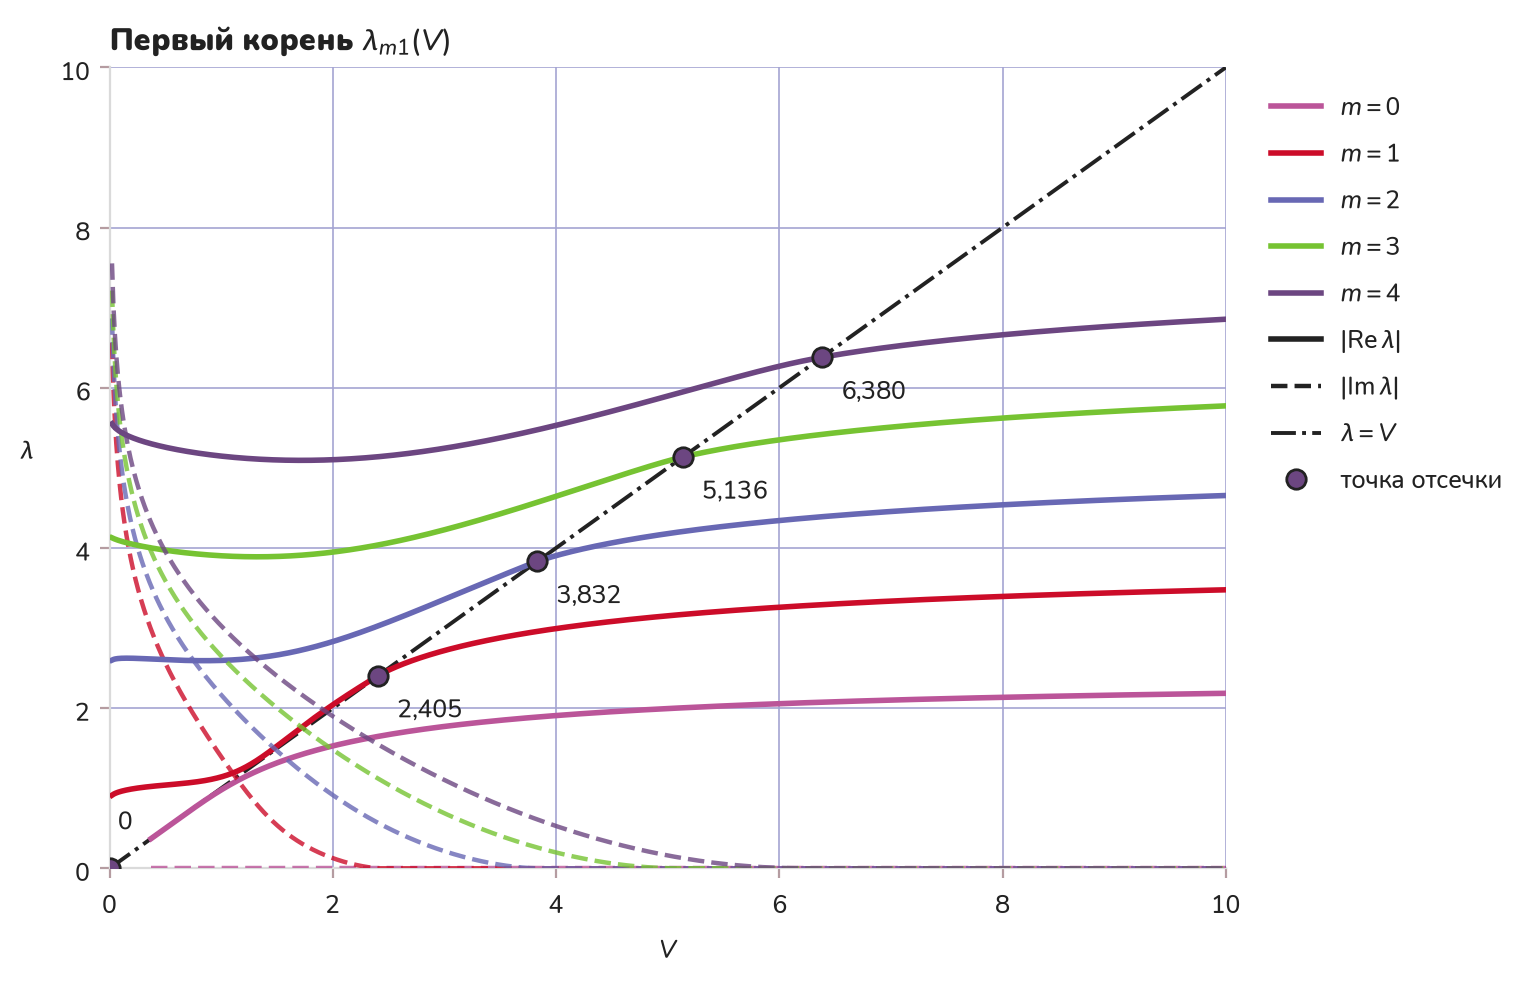 Первый корень λm1(V)
10
8
6
4
2
0
λ
0
2
4
6
8
10
V
0
2,405
3,832
5,136
6,380
m = 0
m = 1
m = 2
m = 3
m = 4
|Re λ|
|Im λ|
λ = V
точка отсечки